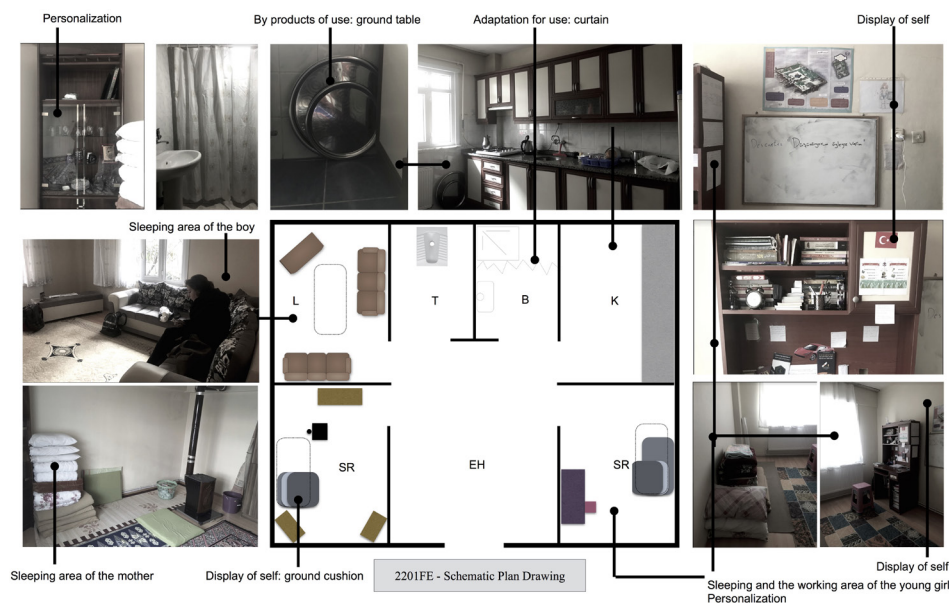 Personalization
By products of use: ground table
Adaptation for use: curtain
Display of self
Sleeping area of the boy
L
T
B
K
SR
EH
SR
Sleeping area of the mother
Display of self: ground cushion
2201FE - Schematic Plan Drawing
Display of self
Sleeping and the working area of the young girl
Personalization